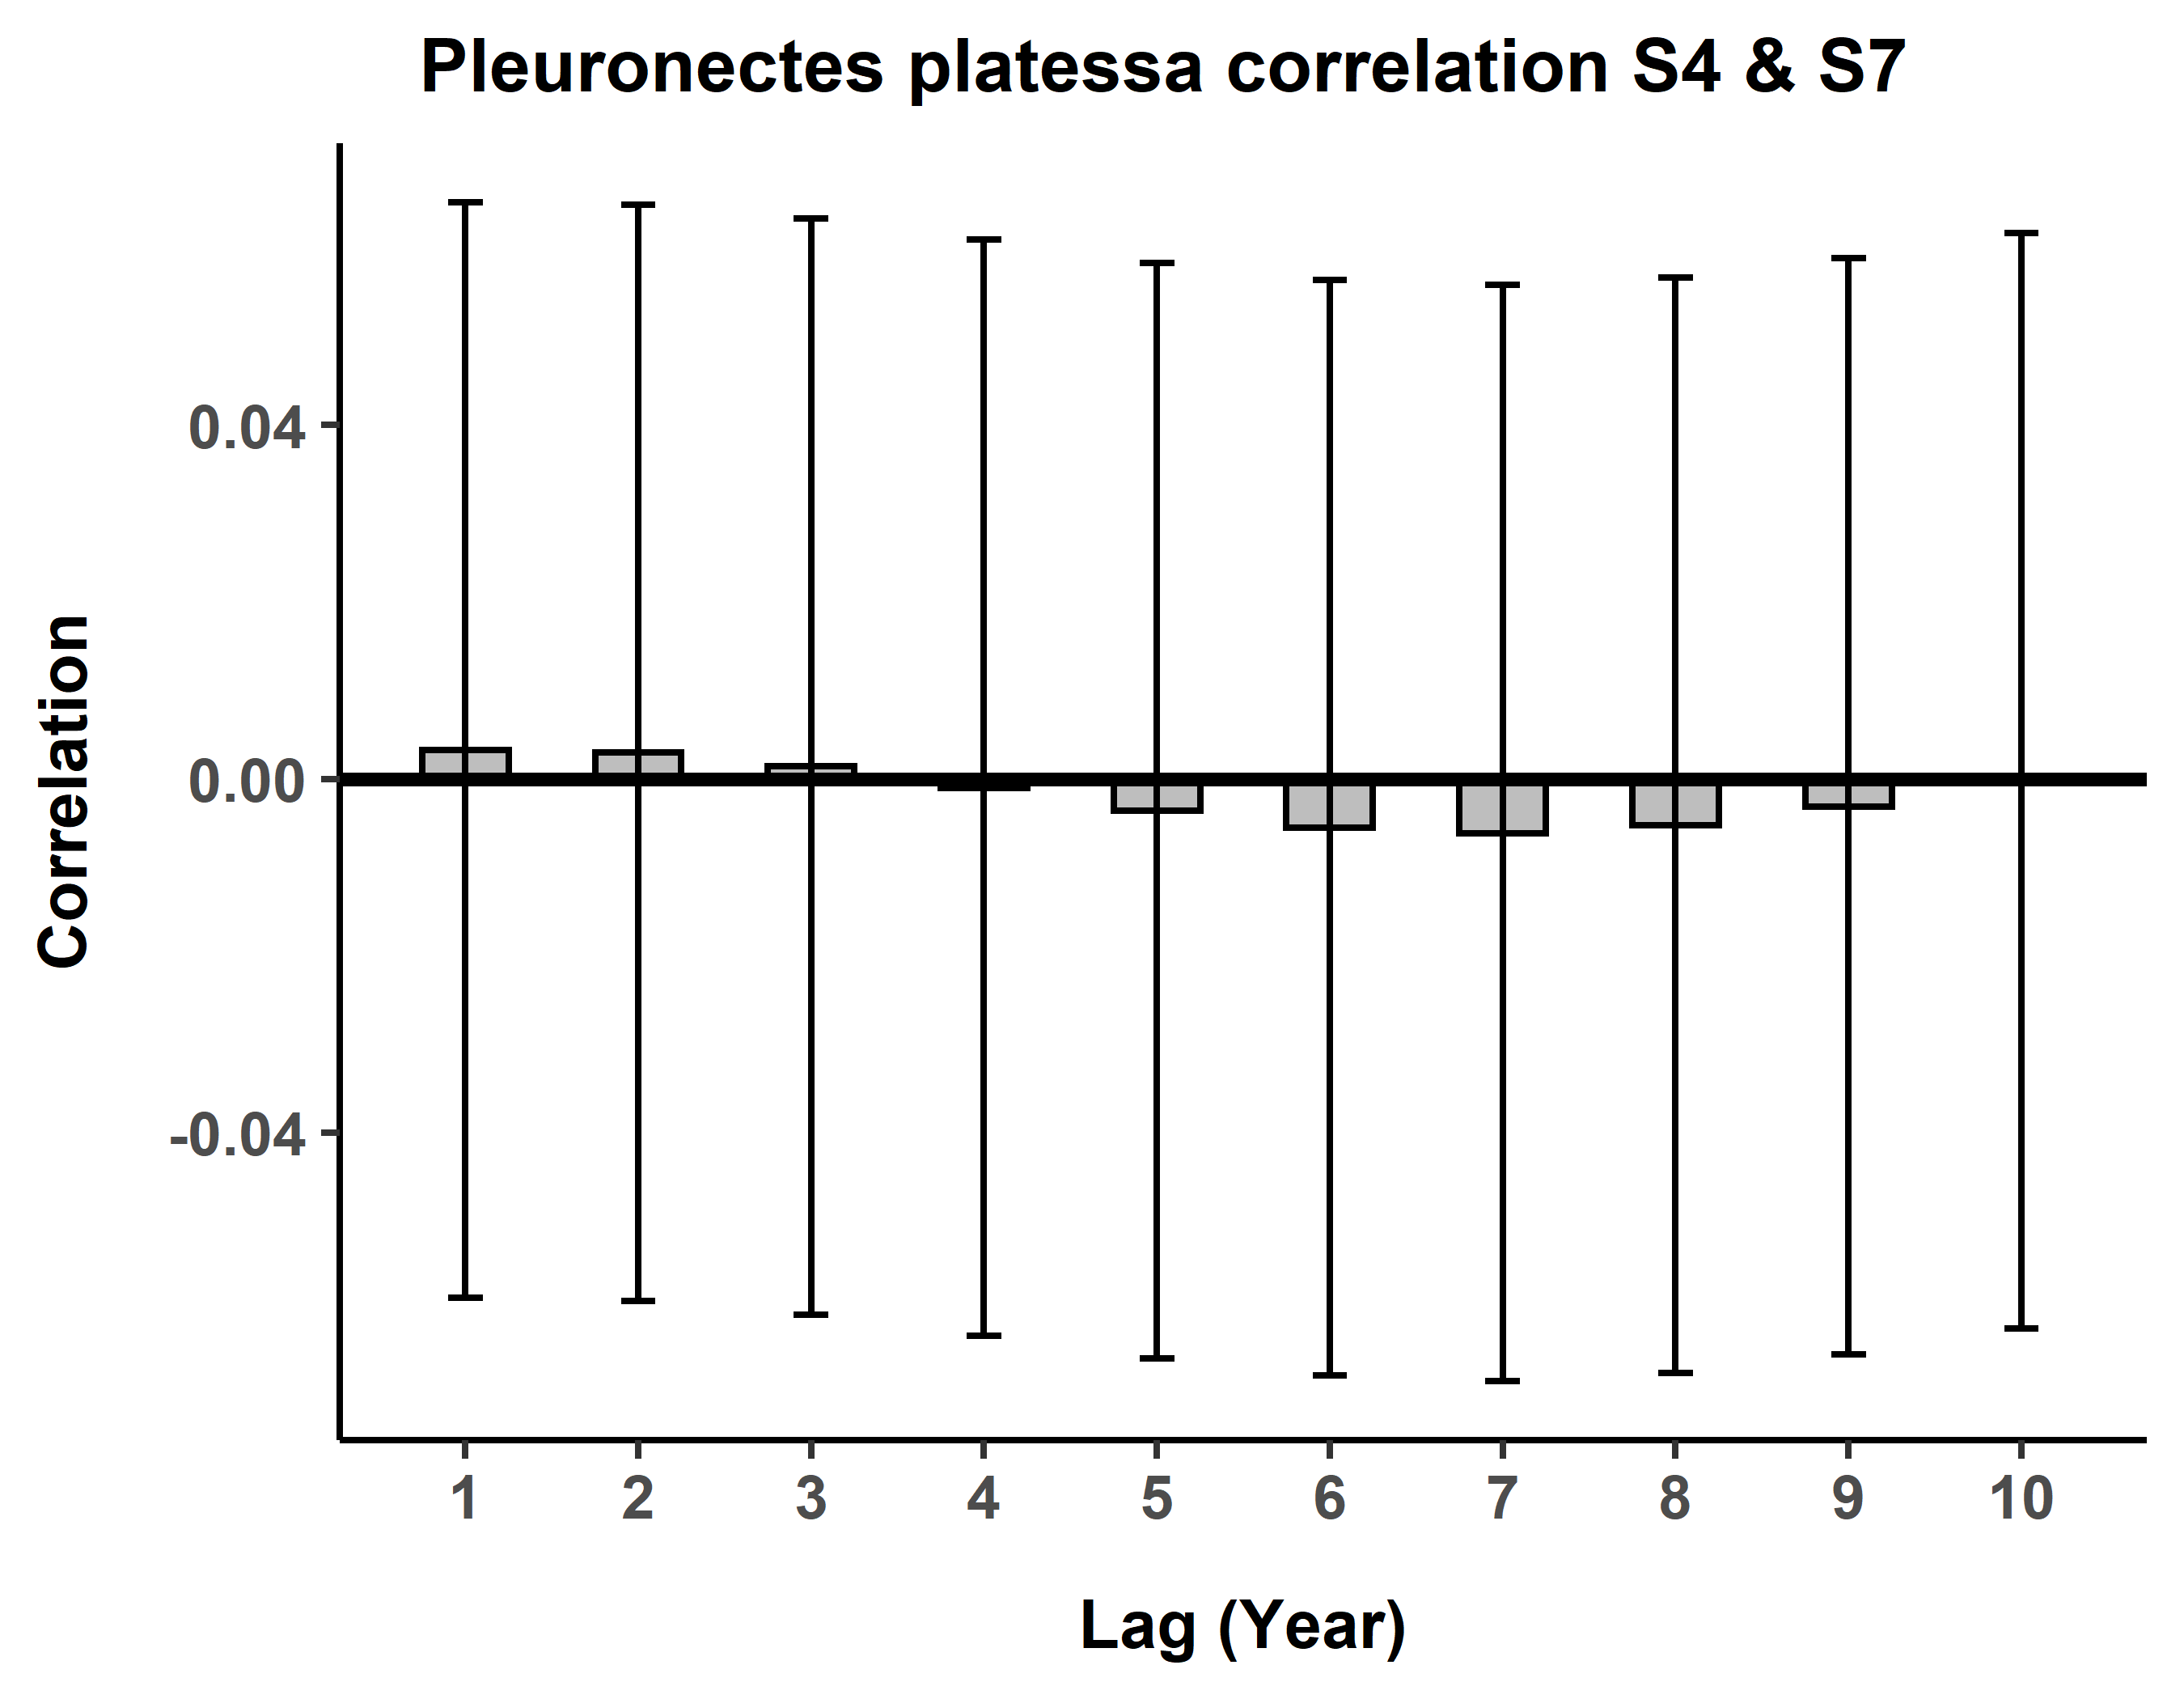 Pleuronectes platessa correlation S4 & S7
Correlation
0.04
0.00
-0.04
1 2 3 4 5 6 7 8 9 10
Lag (Year)